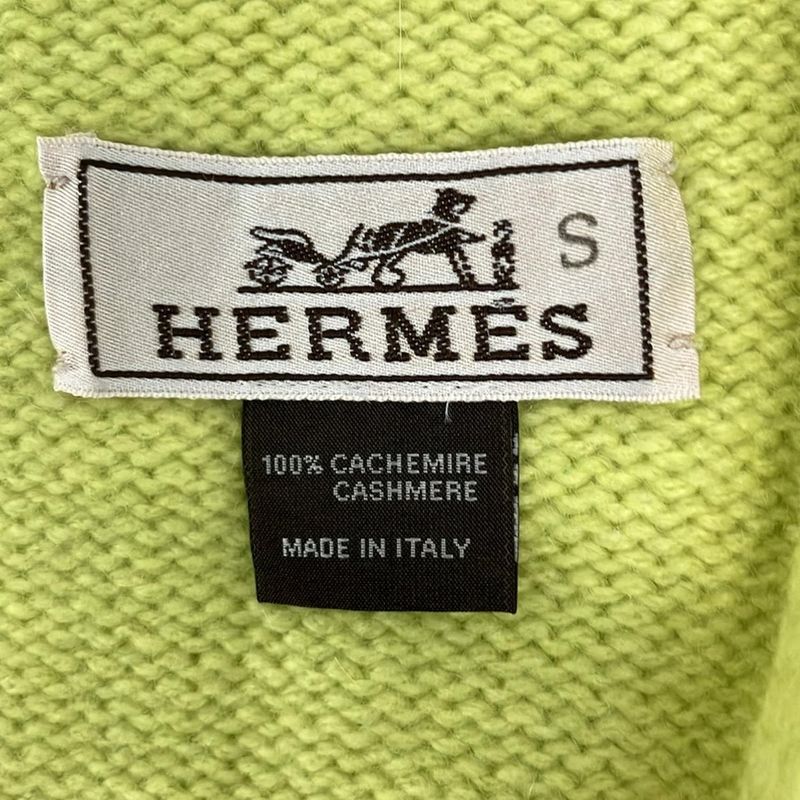 S
HERMÈS
100% CACHEMIRE
CASHMERE
MADE IN ITALY